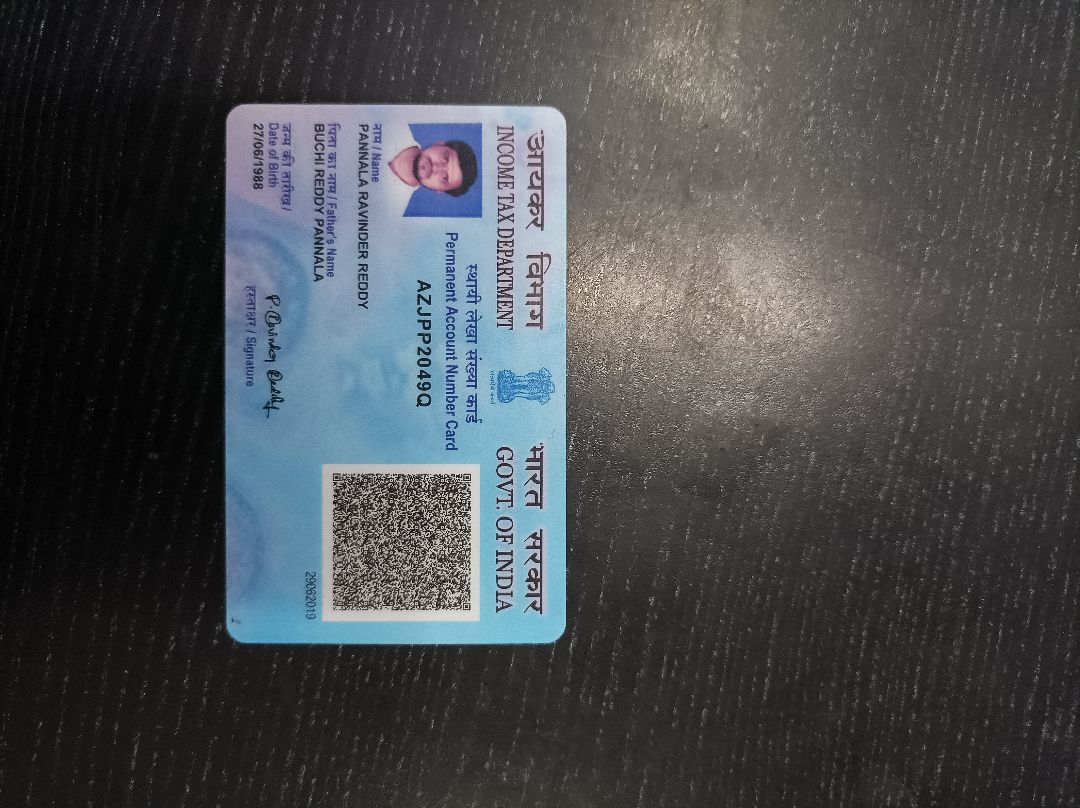 आयकर विभाग
INCOME TAX DEPARTMENT
भारत सरकार
GOVT. OF INDIA
स्थायी लेखा संख्या कार्ड
Permanent Account Number Card
AZJPP2049Q
नाम / Name
PANNALA RAVINDER REDDY
पिता का नाम / Father's Name
BUCHI REDDY PANNALA
जन्म की तारीख /
Date of Birth
27/06/1988
P. Ravinder Reddy
हस्ताक्षर / Signature
29062019